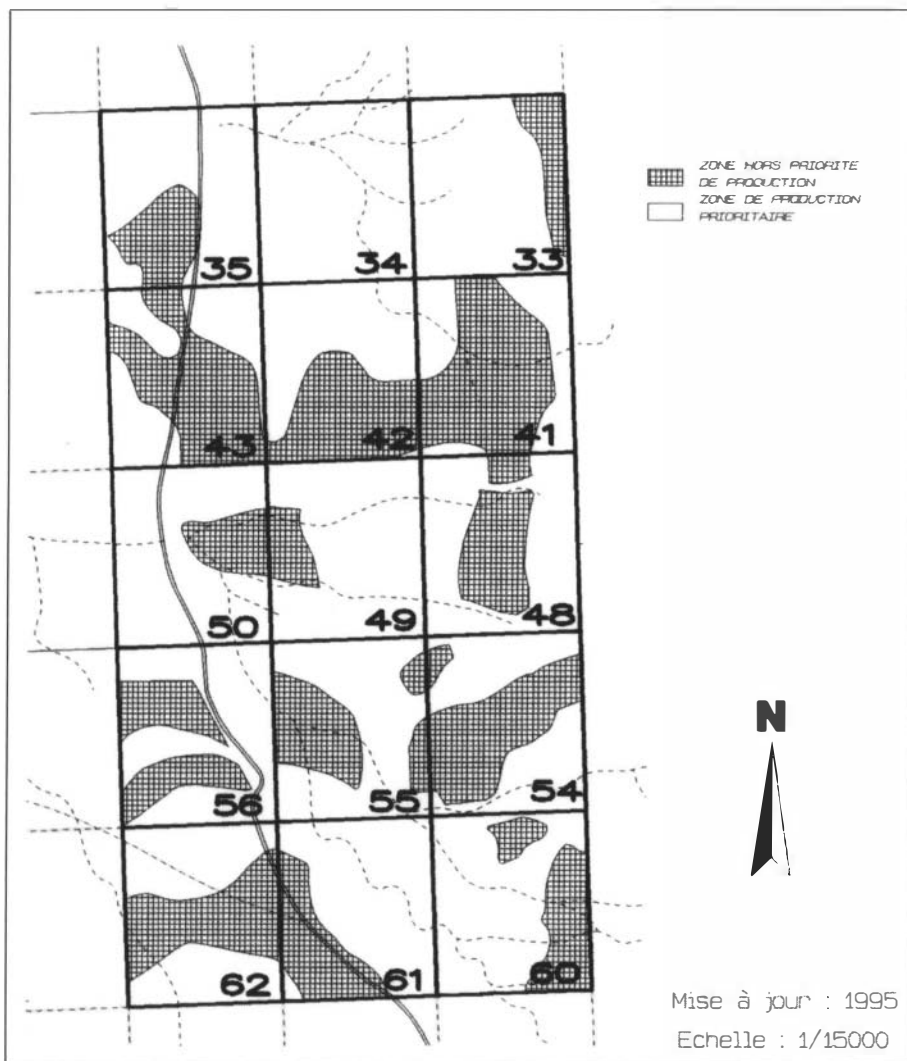 ZONE HORS PRIORITE
DE PRODUCTION
ZONE DE PRODUCTION
PRIORITAIRE
35
34
33
43
42
41
50
49
48
56
55
54
62
61
60
N
Mise à jour : 1995
Echelle : 1/15000